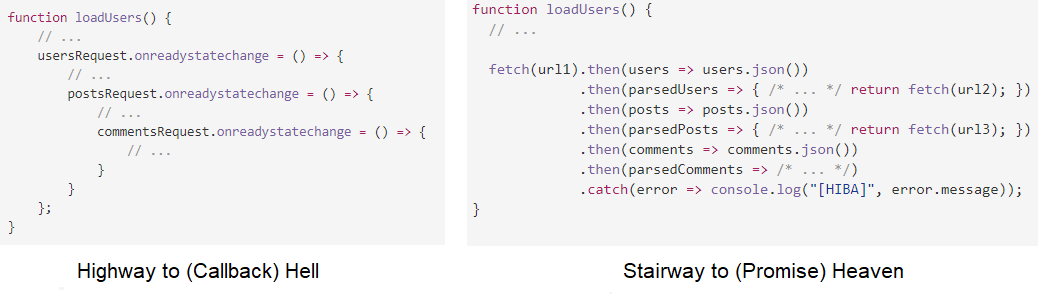 function loadUsers() {
// ...
usersRequest.onreadystatechange = () => {
// ...
postsRequest.onreadystatechange = () => {
// ...
commentsRequest.onreadystatechange = () => {
// ...
}
}
};
}
Highway to (Callback) Hell
function loadUsers() {
// ...
fetch(url1).then(users => users.json())
.then(parsedUsers => { /* ... */ return fetch(url2); })
.then(posts => posts.json())
.then(parsedPosts => { /* ... */ return fetch(url3); })
.then(comments => comments.json())
.then(parsedComments => /* ... */)
.catch(error => console.log("[HIBA]", error.message));
}
Stairway to (Promise) Heaven